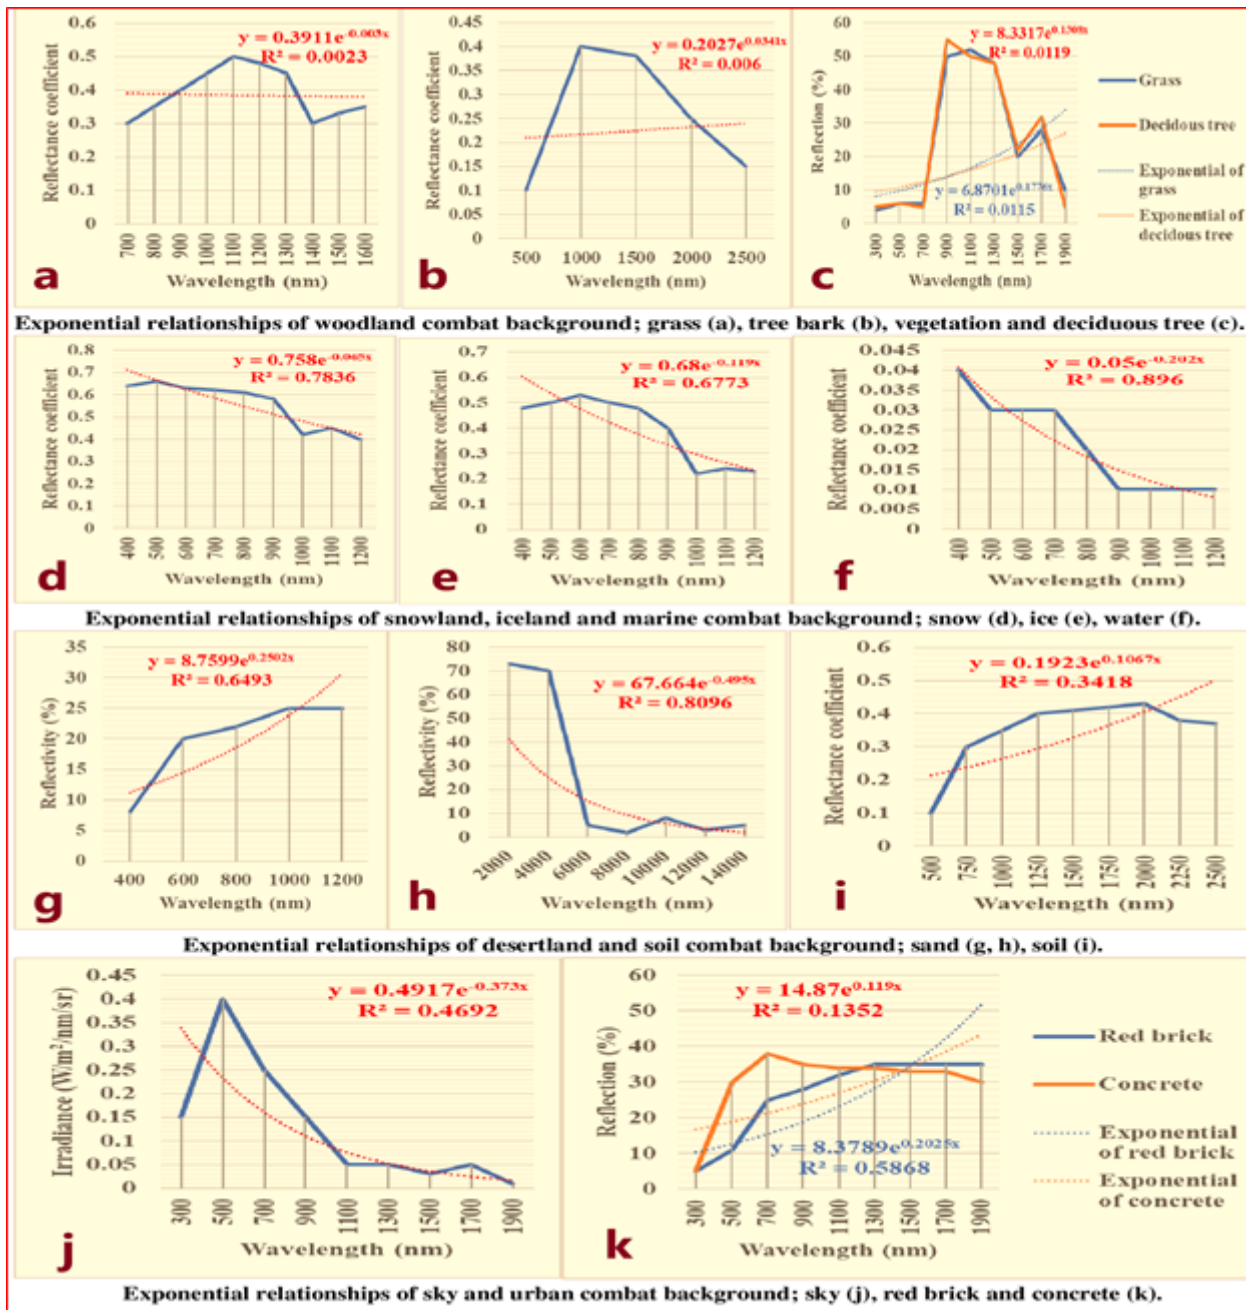 0.6
0.5
0.4
0.3
0.2
0.1
0
Reflectance coefficient
y = 0.3911e^-0.003x
R² = 0.0023
700 800 900 1000 1100 1200 1300 1400 1500 1600
Wavelength (nm)
a
0.45
0.4
0.35
0.3
0.25
0.2
0.15
0.1
0.05
0
Reflectance coefficient
y = 0.2027e^0.0341x
R² = 0.006
500 1000 1500 2000 2500
Wavelength (nm)
b
60
50
40
30
20
10
0
Reflection (%)
y = 8.3317e^0.1309x
R² = 0.0119
y = 6.8701e^0.1776x
R² = 0.0115
300 500 700 900 1100 1300 1500 1700 1900
Wavelength (nm)
c
Grass
Decidous tree
Exponential of
grass
Exponential of
decidous tree
Exponential relationships of woodland combat background; grass (a), tree bark (b), vegetation and deciduous tree (c).
0.8
0.7
0.6
0.5
0.4
0.3
0.2
0.1
0
Reflectance coefficient
y = 0.758e^-0.065x
R² = 0.7836
400 500 600 700 800 900 1000 1100 1200
Wavelength (nm)
d
0.7
0.6
0.5
0.4
0.3
0.2
0.1
0
Reflectance coefficient
y = 0.68e^-0.119x
R² = 0.6773
400 500 600 700 800 900 1000 1100 1200
Wavelength (nm)
e
0.045
0.04
0.035
0.03
0.025
0.02
0.015
0.01
0.005
0
Reflectance coefficient
y = 0.05e^-0.202x
R² = 0.896
400 500 600 700 800 900 1000 1100 1200
Wavelength (nm)
f
Exponential relationships of snowland, iceland and marine combat background; snow (d), ice (e), water (f).
35
30
25
20
15
10
5
0
Reflectivity (%)
y = 8.7599e^0.2502x
R² = 0.6493
400 600 800 1000 1200
Wavelength (nm)
g
80
70
60
50
40
30
20
10
0
Reflectivity (%)
y = 67.664e^-0.495x
R² = 0.8096
2000 4000 6000 8000 10000 12000 14000
Wavelength (nm)
h
0.6
0.5
0.4
0.3
0.2
0.1
0
Reflectance coefficient
y = 0.1923e^0.1067x
R² = 0.3418
500 750 1000 1250 1500 1750 2000 2250 2500
Wavelength (nm)
i
Exponential relationships of desertland and soil combat background; sand (g, h), soil (i).
0.45
0.4
0.35
0.3
0.25
0.2
0.15
0.1
0.05
0
Irradiance (W/m²/nm/sr)
y = 0.4917e^-0.373x
R² = 0.4692
300 500 700 900 1100 1300 1500 1700 1900
Wavelength (nm)
j
60
50
40
30
20
10
0
Reflection (%)
y = 14.87e^0.119x
R² = 0.1352
y = 8.3789e^0.2025x
R² = 0.5868
300 500 700 900 1100 1300 1500 1700 1900
Wavelength (nm)
k
Red brick
Concrete
Exponential
of red brick
Exponential
of concrete
Exponential relationships of sky and urban combat background; sky (j), red brick and concrete (k).